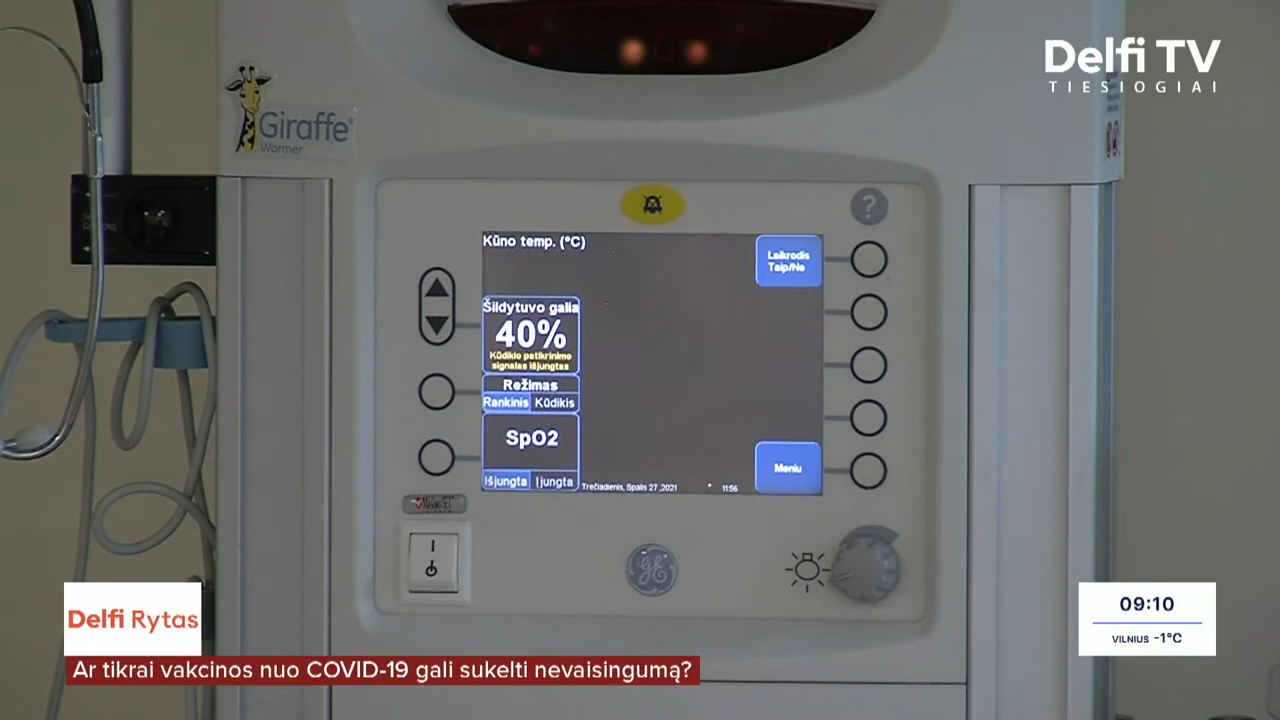 Delfi TV
TIESIOGIAI
Giraffe
Warmer
?
Kūno temp. (°C)
Laikrodis
Taip/Ne
Šildytuvo galia
40%
Kūdikio patikrinimo
signalas išjungtas
Režimas
Rankinis Kūdikis
SpO2
Išjungta Įjungta
Trečiadienis, Spalis 27 ,2021
11:56
Meniu
GE
Delfi Rytas
09:10
VILNIUS -1°C
Ar tikrai vakcinos nuo COVID-19 gali sukelti nevaisingumą?